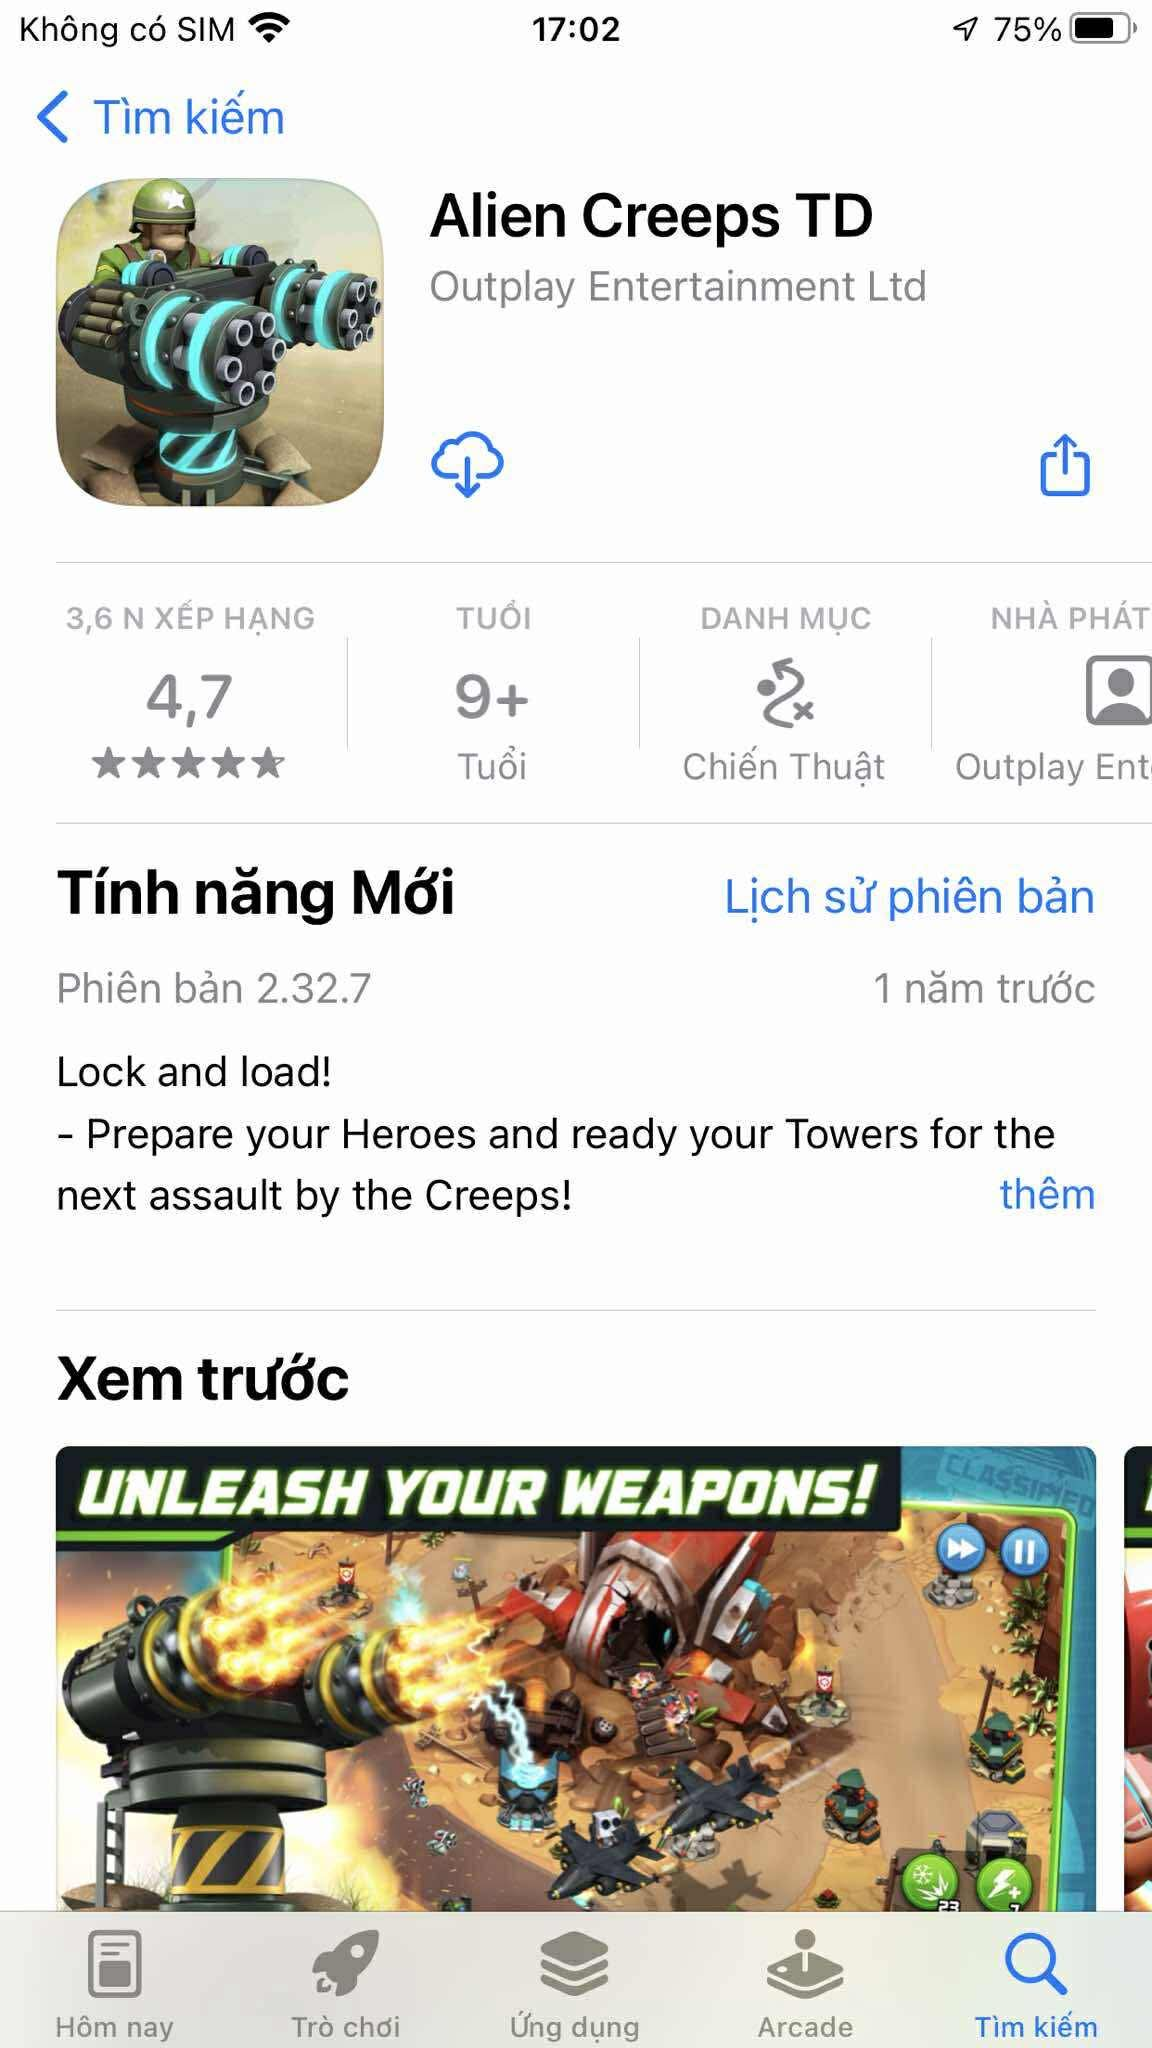 Không có SIM 17:02 75%
Tìm kiếm
Alien Creeps TD
Outplay Entertainment Ltd
3,6 N XẾP HẠNG TUỔI DANH MỤC NHÀ PHÁT
4,7 9+
Tuổi Chiến Thuật Outplay Ent
Tính năng Mới Lịch sử phiên bản
Phiên bản 2.32.7 1 năm trước
Lock and load!
- Prepare your Heroes and ready your Towers for the
next assault by the Creeps! thêm
Xem trước
UNLEASH YOUR WEAPONS!
CLASSIFIED
23
Hôm nay Trò chơi Ứng dụng Arcade Tìm kiếm